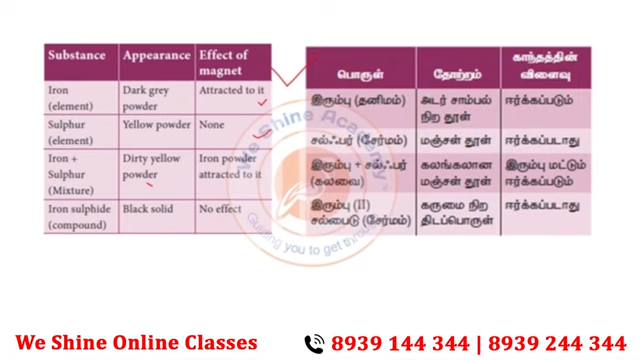 Substance Appearance Effect of
magnet
Iron Dark grey Attracted to it
(element) powder
Sulphur Yellow powder None
(element)
Iron + Dirty yellow Iron powder
Sulphur powder attracted to it
(Mixture)
Iron sulphide Black solid No effect
(compound)
பொருள் தோற்றம் காந்தத்தின்
விளைவு
இரும்பு (தனிமம்) அடர் சாம்பல் ஈர்க்கப்படும்
நிற தூள்
சல்ஃபர் (சேர்மம்) மஞ்சள் தூள் ஈர்க்கப்படாது
இரும்பு + சல்ஃபர் கலங்கலான இரும்பு மட்டும்
(கலவை) மஞ்சள் தூள் ஈர்க்கப்படும்
இரும்பு (II) கருமை நிற ஈர்க்கப்படாது
சல்பைடு (சேர்மம்) திடப்பொருள்
We Shine Academy
Guiding you to get through
We Shine Online Classes 8939 144 344 | 8939 244 344